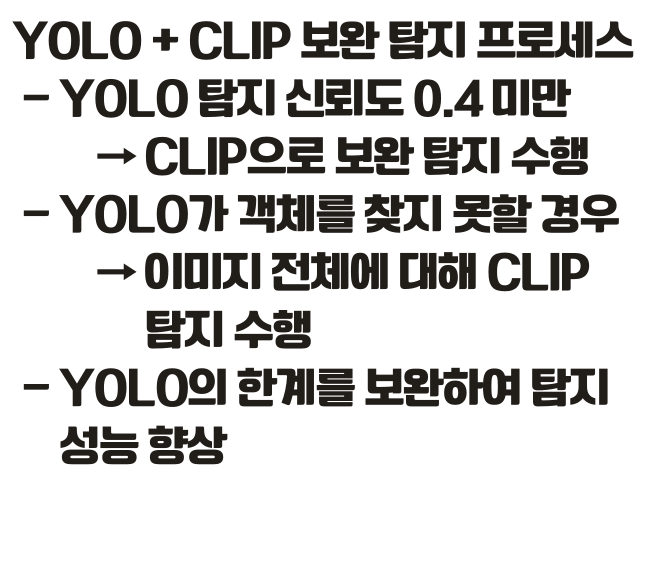 YOLO + CLIP 보완 탐지 프로세스
– YOLO 탐지 신뢰도 0.4 미만
→ CLIP으로 보완 탐지 수행
– YOLO가 객체를 찾지 못할 경우
→ 이미지 전체에 대해 CLIP
탐지 수행
– YOLO의 한계를 보완하여 탐지
성능 향상